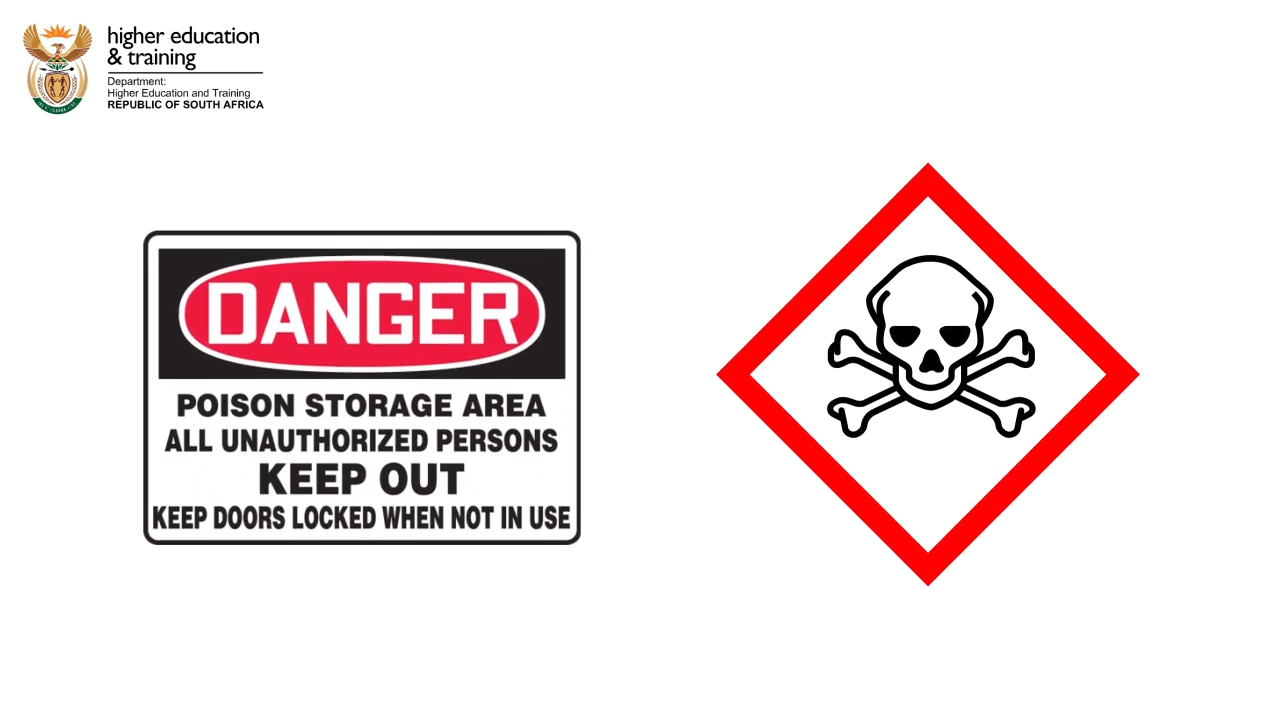 higher education
& training
Department:
Higher Education and Training
REPUBLIC OF SOUTH AFRICA
DANGER
POISON STORAGE AREA
ALL UNAUTHORIZED PERSONS
KEEP OUT
KEEP DOORS LOCKED WHEN NOT IN USE